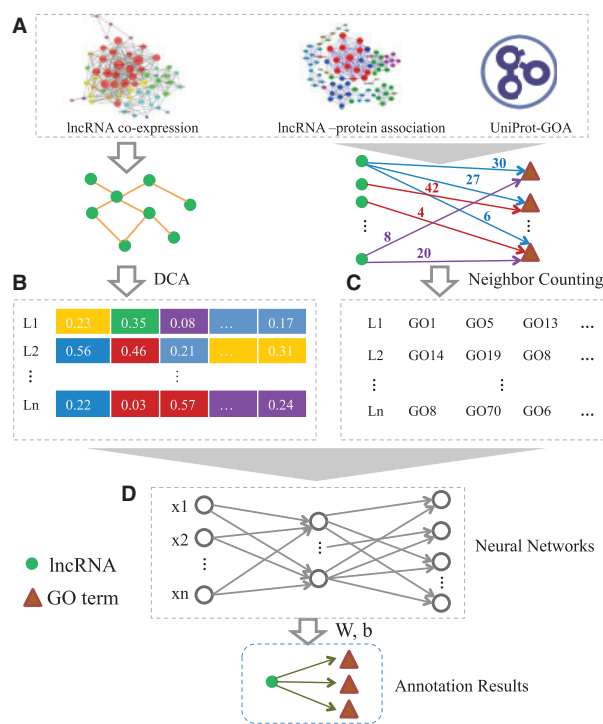 A
lncRNA co-expression
lncRNA –protein association
UniProt-GOA
30
27
42
6
4
8
20
DCA
Neighbor Counting
B
C
L1 0.23 0.35 0.08 ... 0.17
L2 0.56 0.46 0.21 ... 0.31
Ln 0.22 0.03 0.57 ... 0.24
L1 GO1 GO5 GO13 ...
L2 GO14 GO19 GO8 ...
Ln GO8 GO70 GO6 ...
D
x1
x2
xn
Neural Networks
lncRNA
GO term
W, b
Annotation Results